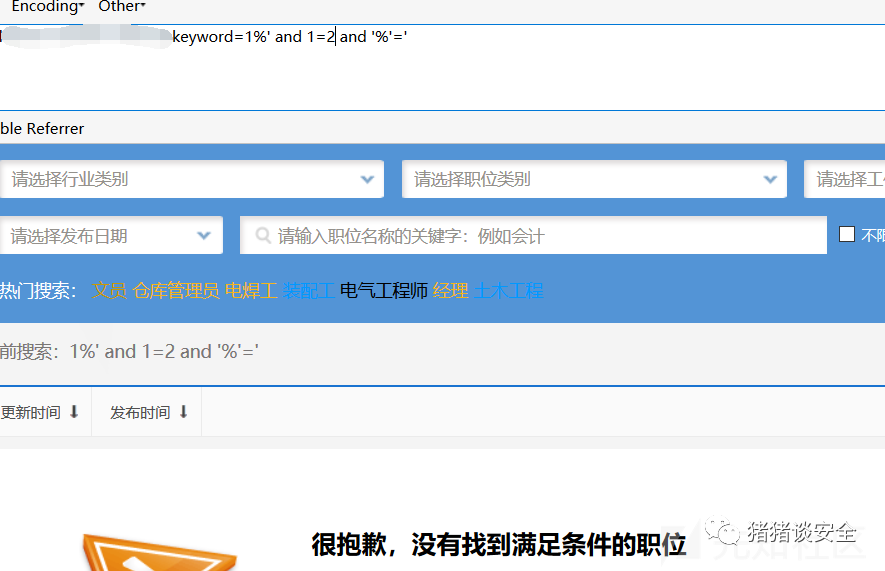 Encoding▾ Other▾
keyword=1%' and 1=2 and '%'='
ble Referrer
请选择行业类别 请选择职位类别 请选择工
请选择发布日期 请输入职位名称的关键字：例如会计 不限
热门搜索： 文员 仓库管理员 电焊工 装配工 电气工程师 经理 土木工程
前搜索：1%' and 1=2 and '%'='
更新时间 ⬇ 发布时间 ⬇
很抱歉，没有找到满足条件的职位
猪猪谈安全
先知社区